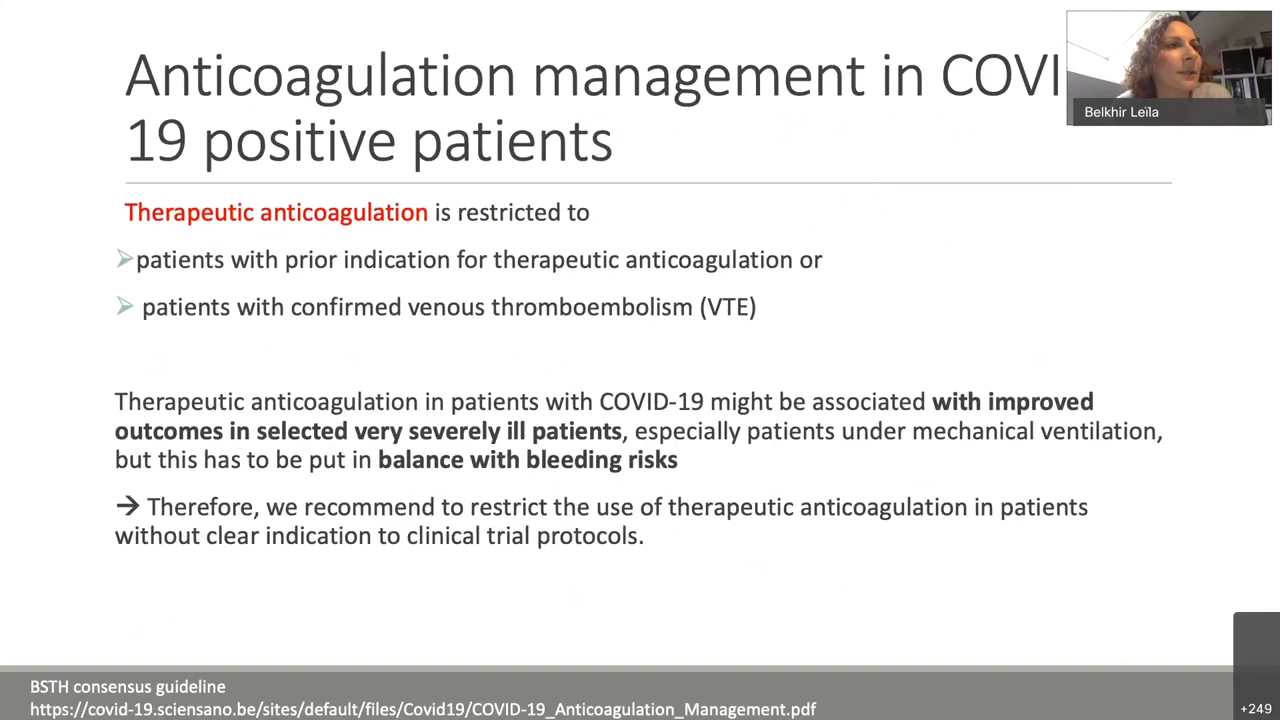 Anticoagulation management in COVI
19 positive patients
Belkhir Leïla
Therapeutic anticoagulation is restricted to
➢patients with prior indication for therapeutic anticoagulation or
➢ patients with confirmed venous thromboembolism (VTE)
Therapeutic anticoagulation in patients with COVID-19 might be associated with improved
outcomes in selected very severely ill patients, especially patients under mechanical ventilation,
but this has to be put in balance with bleeding risks
→ Therefore, we recommend to restrict the use of therapeutic anticoagulation in patients
without clear indication to clinical trial protocols.
BSTH consensus guideline
https://covid-19.sciensano.be/sites/default/files/Covid19/COVID-19_Anticoagulation_Management.pdf
+249